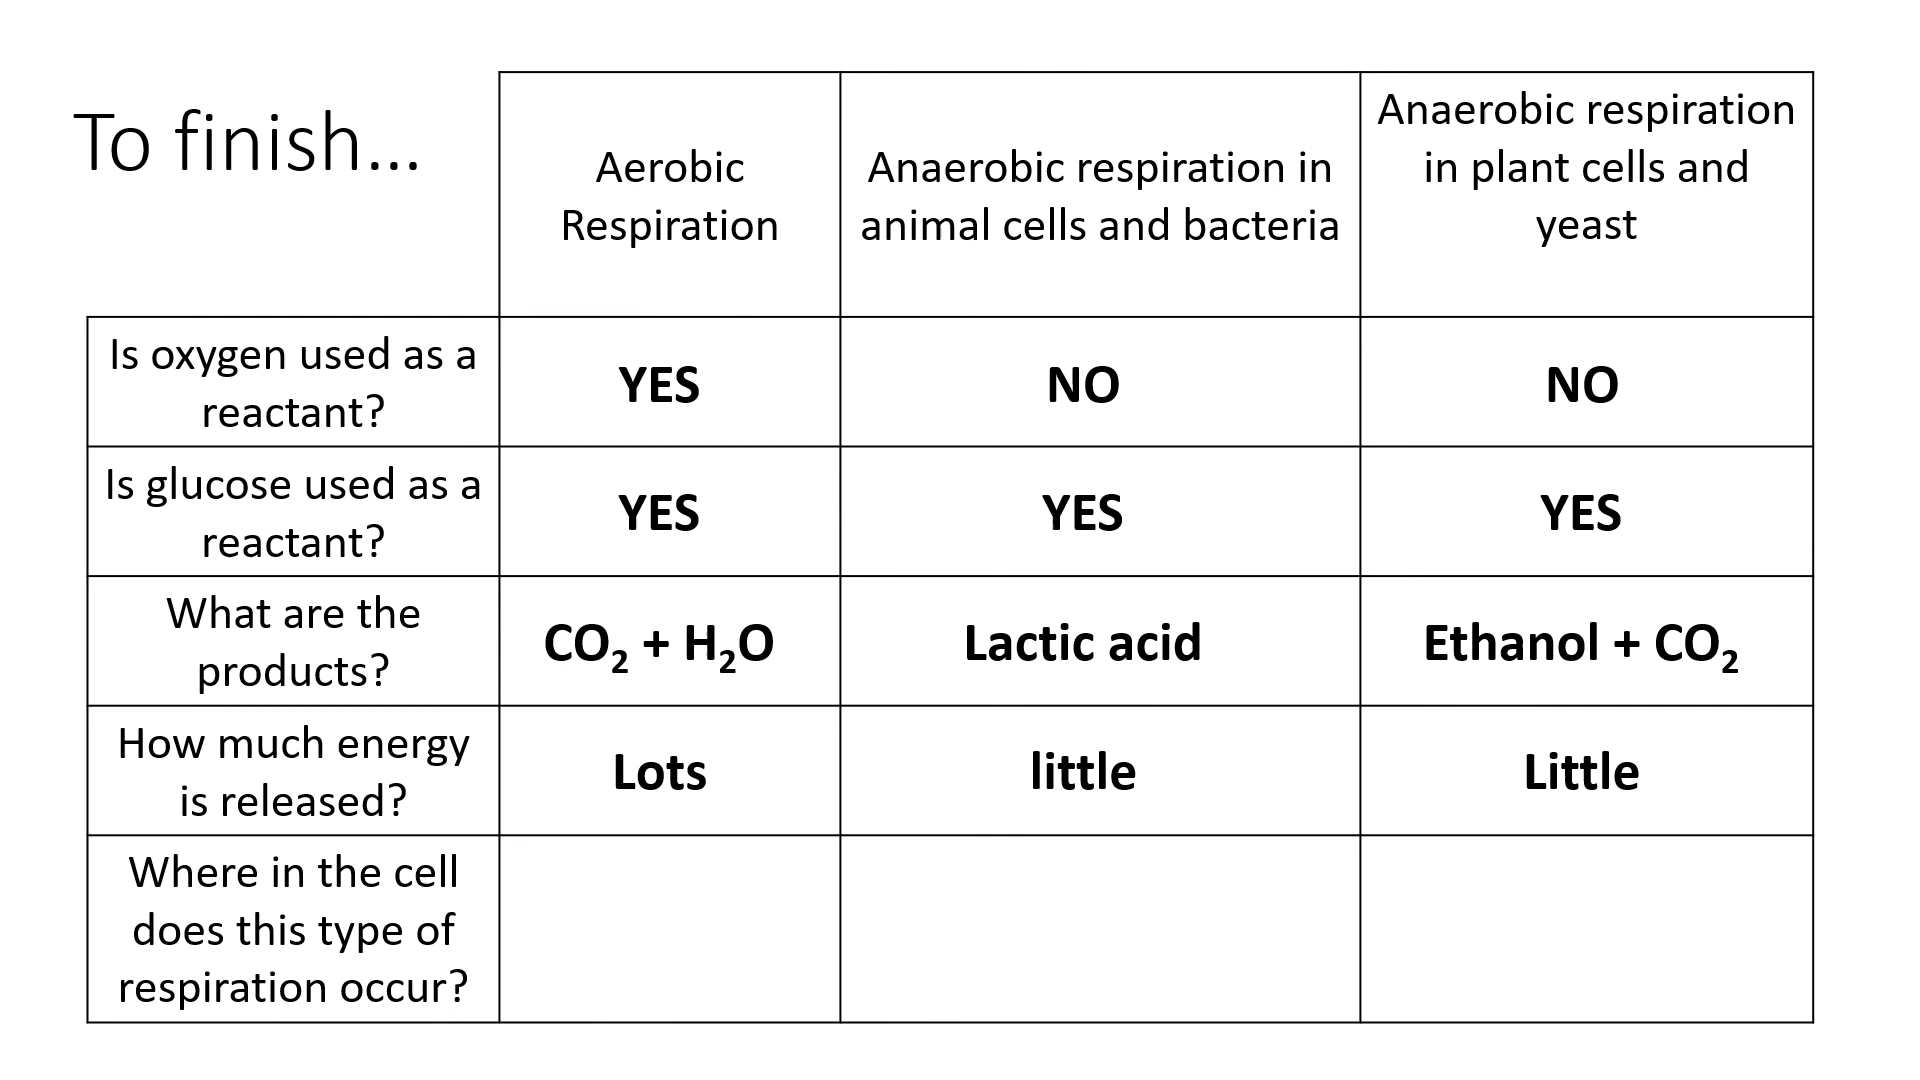 To finish...
Aerobic
Respiration
Anaerobic respiration in
animal cells and bacteria
Anaerobic respiration
in plant cells and
yeast
Is oxygen used as a
reactant?
YES
NO
NO
Is glucose used as a
reactant?
YES
YES
YES
What are the
products?
CO₂ + H₂O
Lactic acid
Ethanol + CO₂
How much energy
is released?
Lots
little
Little
Where in the cell
does this type of
respiration occur?